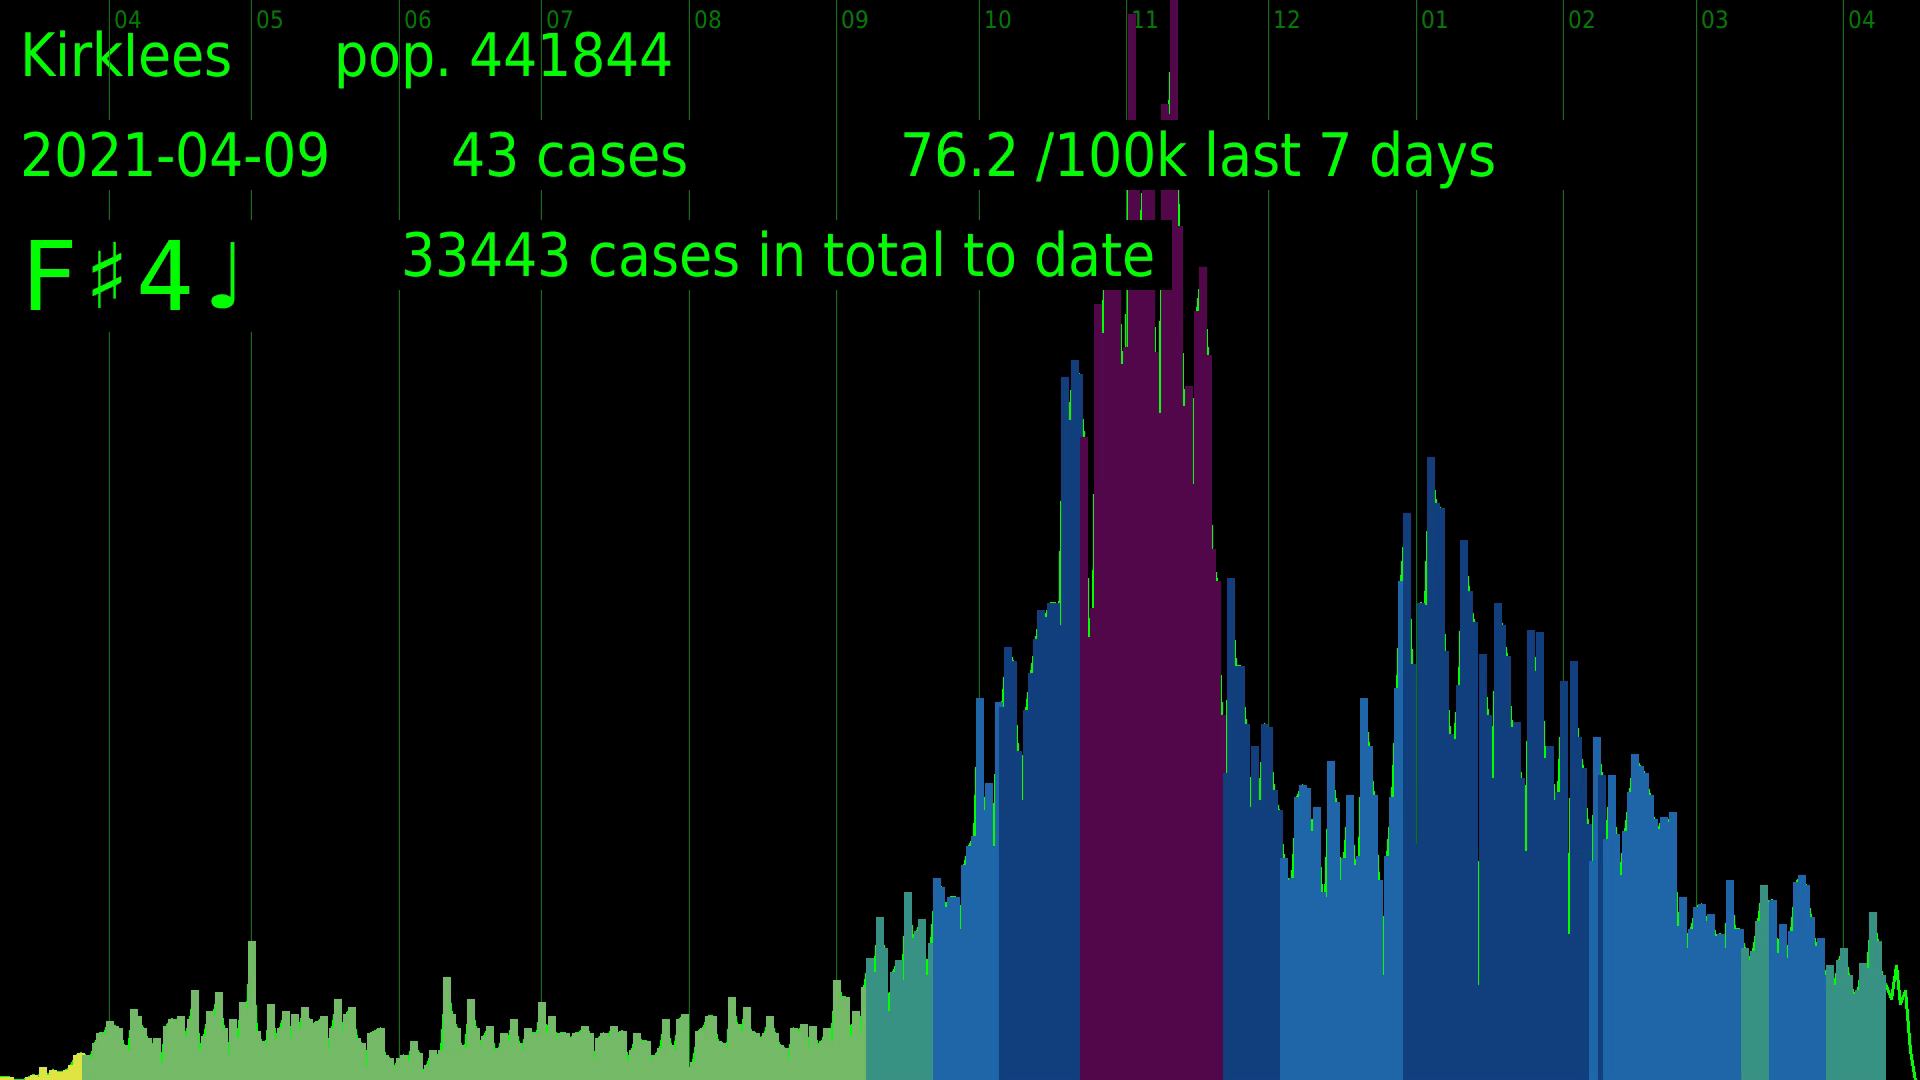 04 05 06 07 08 09 10 11 12 01 02 03 04
Kirklees pop. 441844
2021-04-09 43 cases 76.2 /100k last 7 days
F♯4♩ 33443 cases in total to date